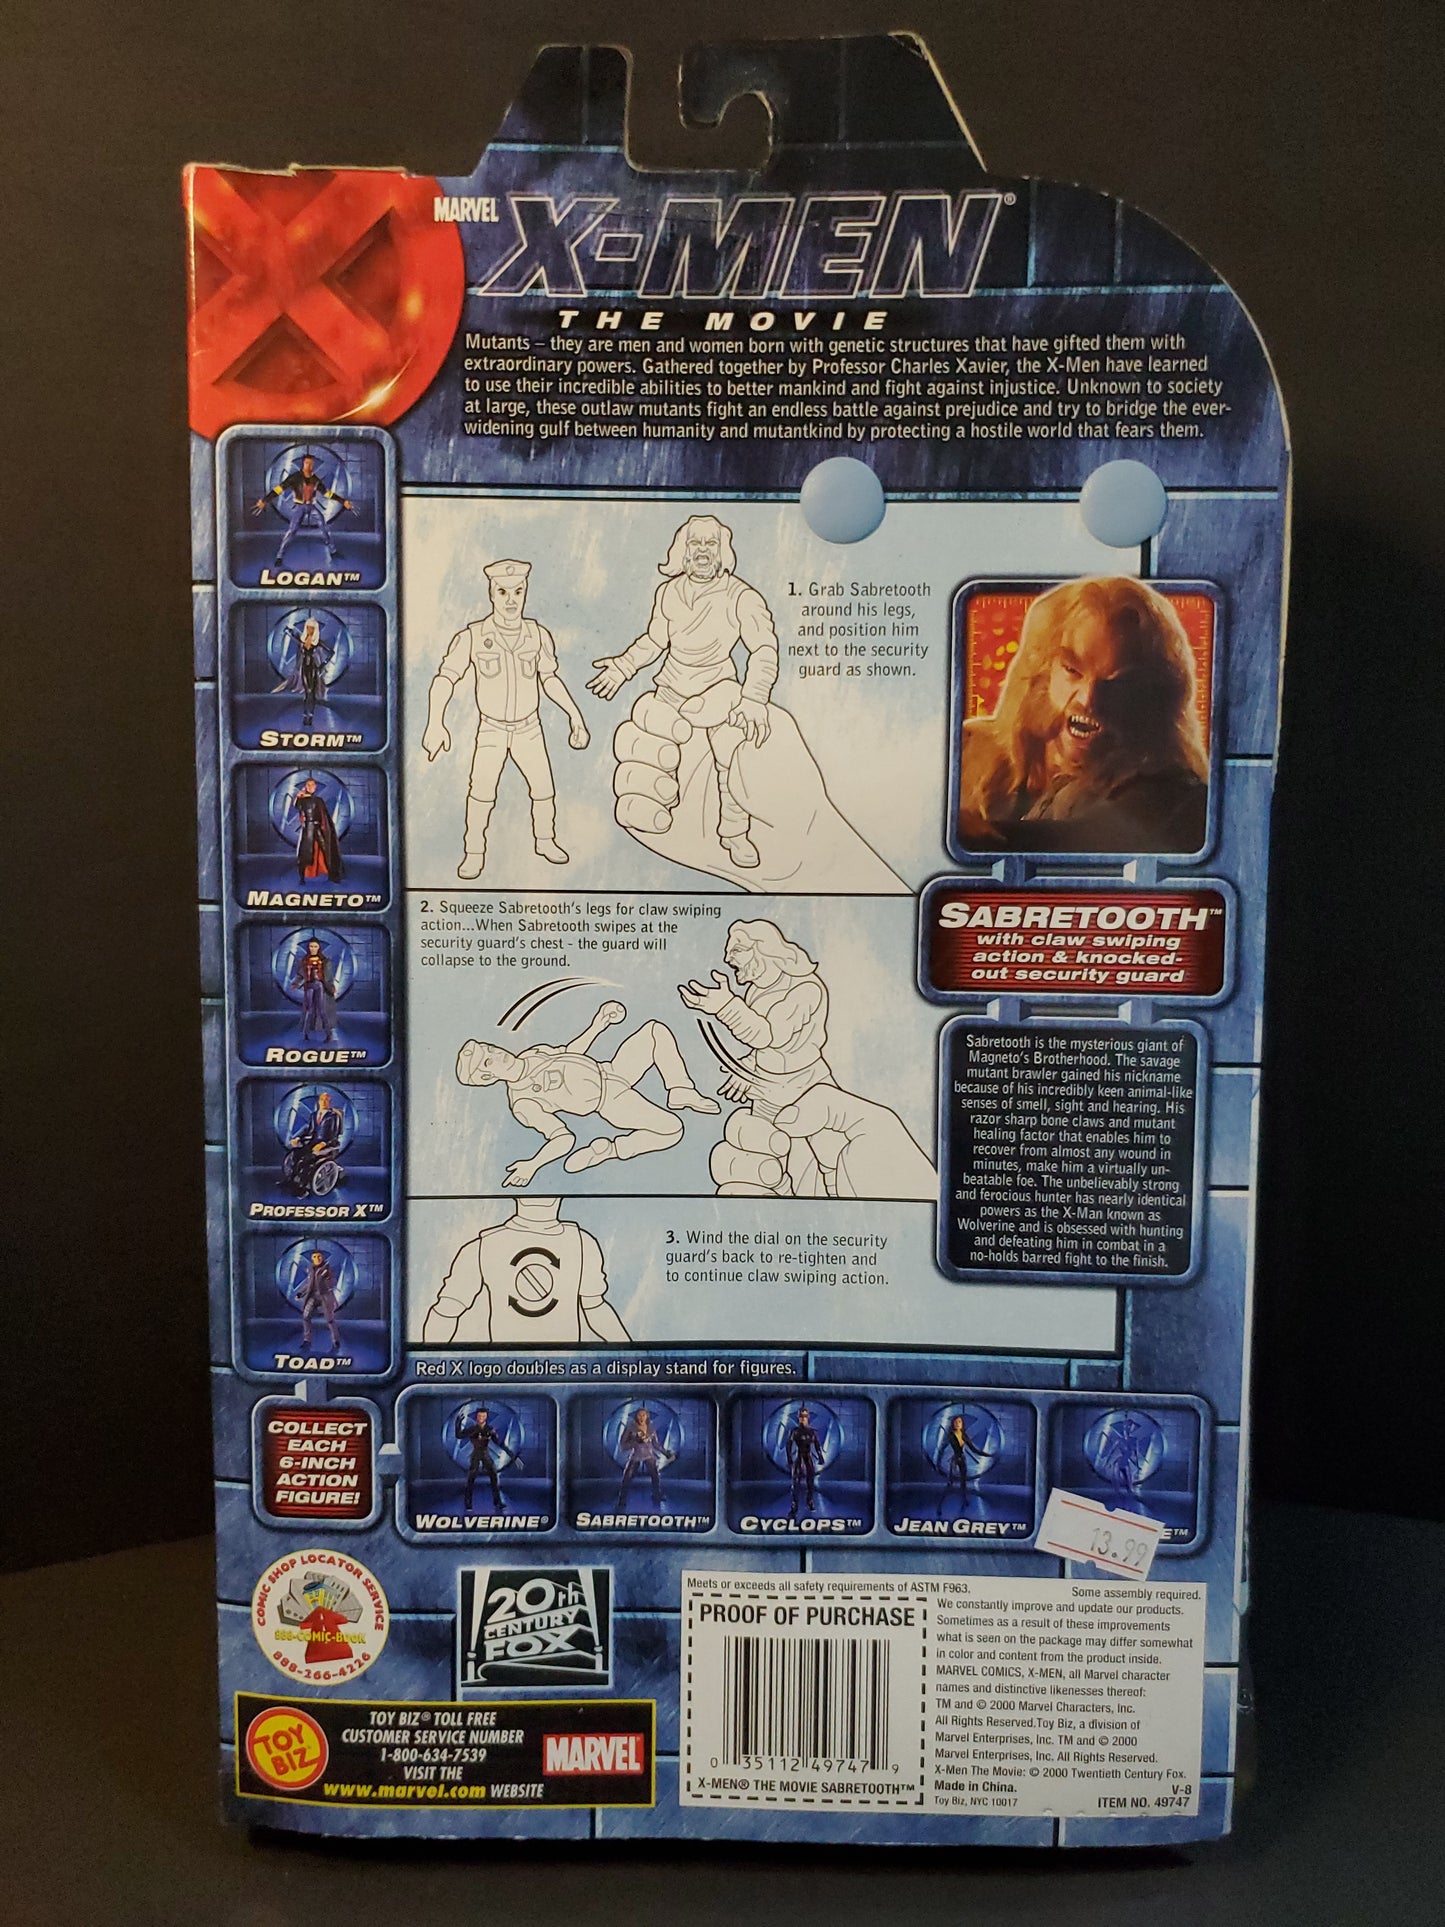 MARVEL
X-MEN®
THE MOVIE
Mutants – they are men and women born with genetic structures that have gifted them with
extraordinary powers. Gathered together by Professor Charles Xavier, the X-Men have learned
to use their incredible abilities to better mankind and fight against injustice. Unknown to society
at large, these outlaw mutants fight an endless battle against prejudice and try to bridge the ever-
widening gulf between humanity and mutantkind by protecting a hostile world that fears them.
LOGAN™
STORM™
MAGNETO™
ROGUE™
PROFESSOR X™
TOAD™
1. Grab Sabretooth
around his legs,
and position him
next to the security
guard as shown.
2. Squeeze Sabretooth's legs for claw swiping
action...When Sabretooth swipes at the
security guard's chest - the guard will
collapse to the ground.
3. Wind the dial on the security
guard's back to re-tighten and
to continue claw swiping action.
SABRETOOTH™
with claw swiping
action & knocked-
out security guard
Sabretooth is the mysterious giant of
Magneto's Brotherhood. The savage
mutant brawler gained his nickname
because of his incredibly keen animal-like
senses of smell, sight and hearing. His
razor sharp bone claws and mutant
healing factor that enables him to
recover from almost any wound in
minutes, make him a virtually un-
beatable foe. The unbelievably strong
and ferocious hunter has nearly identical
powers as the X-Man known as
Wolverine and is obsessed with hunting
and defeating him in combat in a
no-holds barred fight to the finish.
Red X logo doubles as a display stand for figures.
COLLECT
EACH
6-INCH
ACTION
FIGURE!
WOLVERINE®
SABRETOOTH™
CYCLOPS™
JEAN GREY™
E™
13.99
COMIC SHOP LOCATOR SERVICE
888-COMIC-BOOK
888-266-4226
20TH
CENTURY
FOX
TOY
BIZ
TOY BIZ® TOLL FREE
CUSTOMER SERVICE NUMBER
1-800-634-7539
VISIT THE
www.marvel.com WEBSITE
MARVEL
Meets or exceeds all safety requirements of ASTM F963.
PROOF OF PURCHASE
0 35112 49747 9
X-MEN® THE MOVIE SABRETOOTH™
Some assembly required.
We constantly improve and update our products.
Sometimes as a result of these improvements
what is seen on the package may differ somewhat
in color and content from the product inside.
MARVEL COMICS, X-MEN, all Marvel character
names and distinctive likenesses thereof:
TM and © 2000 Marvel Characters, Inc.
All Rights Reserved.Toy Biz, a division of
Marvel Enterprises, Inc. TM and © 2000
Marvel Enterprises, Inc. All Rights Reserved.
X-Men The Movie: © 2000 Twentieth Century Fox.
Made in China. V-8
Toy Biz, NYC 10017 ITEM NO. 49747